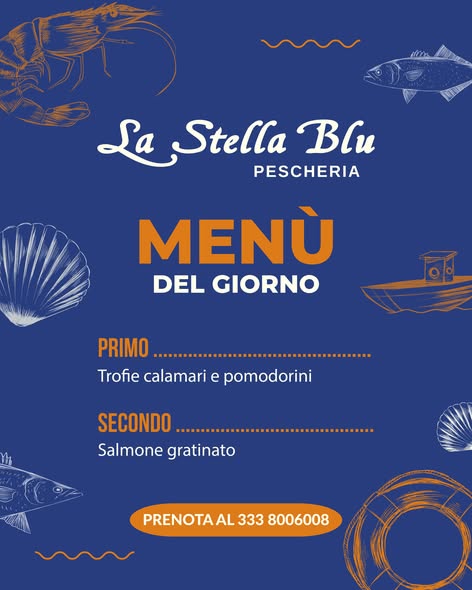 La Stella Blu
PESCHERIA
MENÙ
DEL GIORNO
PRIMO ..........................................
Trofie calamari e pomodorini
SECONDO ......................................
Salmone gratinato
PRENOTA AL 333 8006008